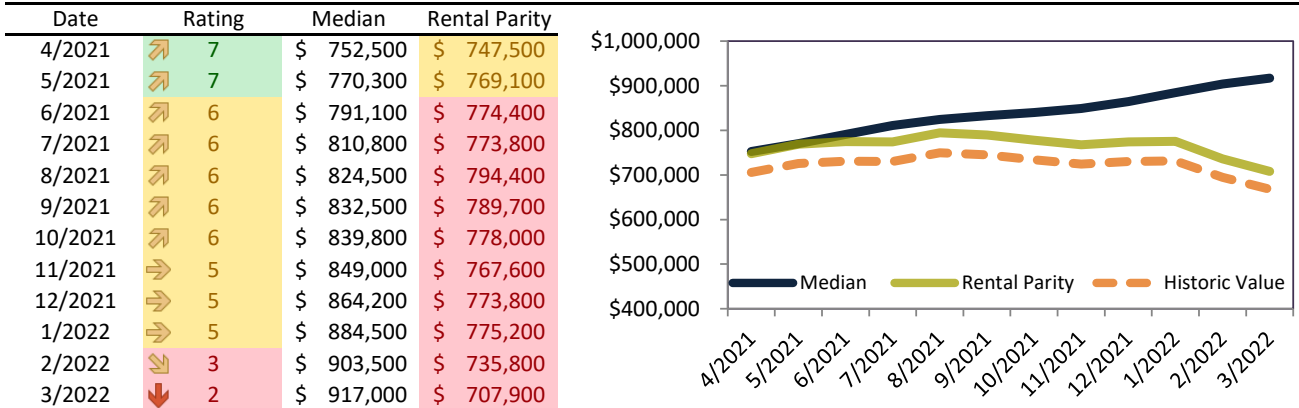 Date Rating Median Rental Parity
4/2021 7 $ 752,500 $ 747,500
5/2021 7 $ 770,300 $ 769,100
6/2021 6 $ 791,100 $ 774,400
7/2021 6 $ 810,800 $ 773,800
8/2021 6 $ 824,500 $ 794,400
9/2021 6 $ 832,500 $ 789,700
10/2021 6 $ 839,800 $ 778,000
11/2021 5 $ 849,000 $ 767,600
12/2021 5 $ 864,200 $ 773,800
1/2022 5 $ 884,500 $ 775,200
2/2022 3 $ 903,500 $ 735,800
3/2022 2 $ 917,000 $ 707,900
$1,000,000
$900,000
$800,000
$700,000
$600,000
$500,000
$400,000
Median Rental Parity Historic Value
4/2021 5/2021 6/2021 7/2021 8/2021 9/2021 10/2021 11/2021 12/2021 1/2022 2/2022 3/2022